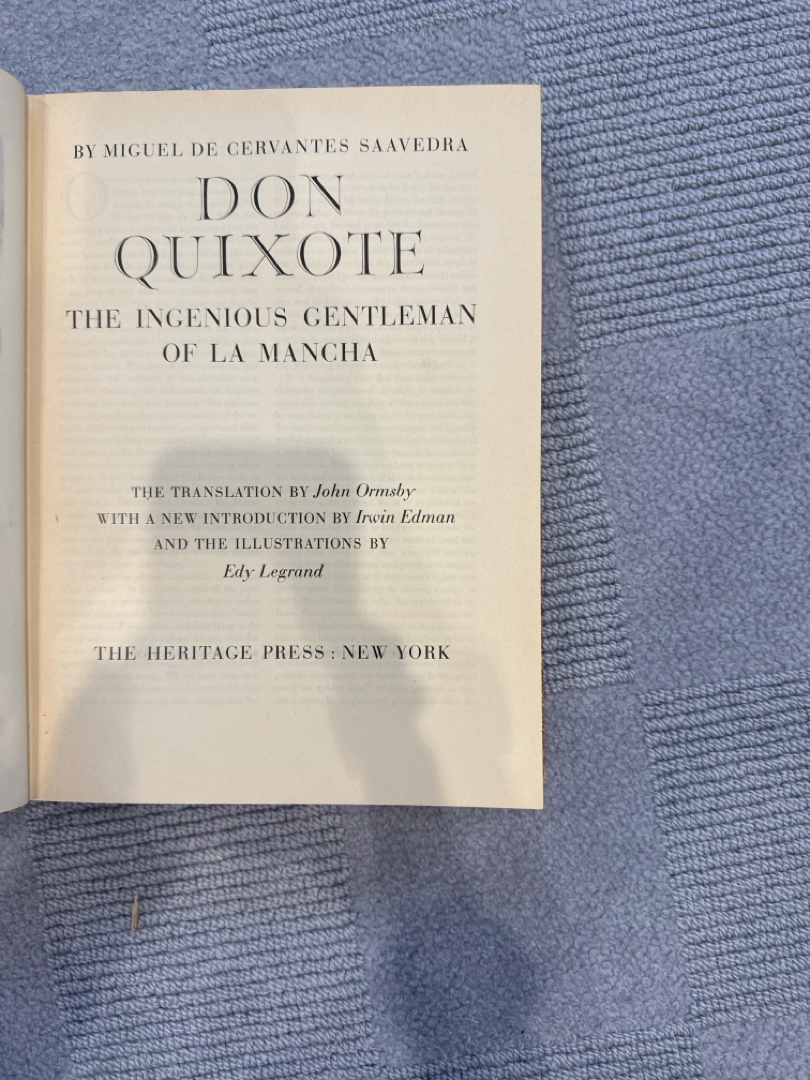 BY MIGUEL DE CERVANTES SAAVEDRA
DON
QUIXOTE
THE INGENIOUS GENTLEMAN
OF LA MANCHA
THE TRANSLATION BY John Ormsby
WITH A NEW INTRODUCTION BY Irwin Edman
AND THE ILLUSTRATIONS BY
Edy Legrand
THE HERITAGE PRESS : NEW YORK